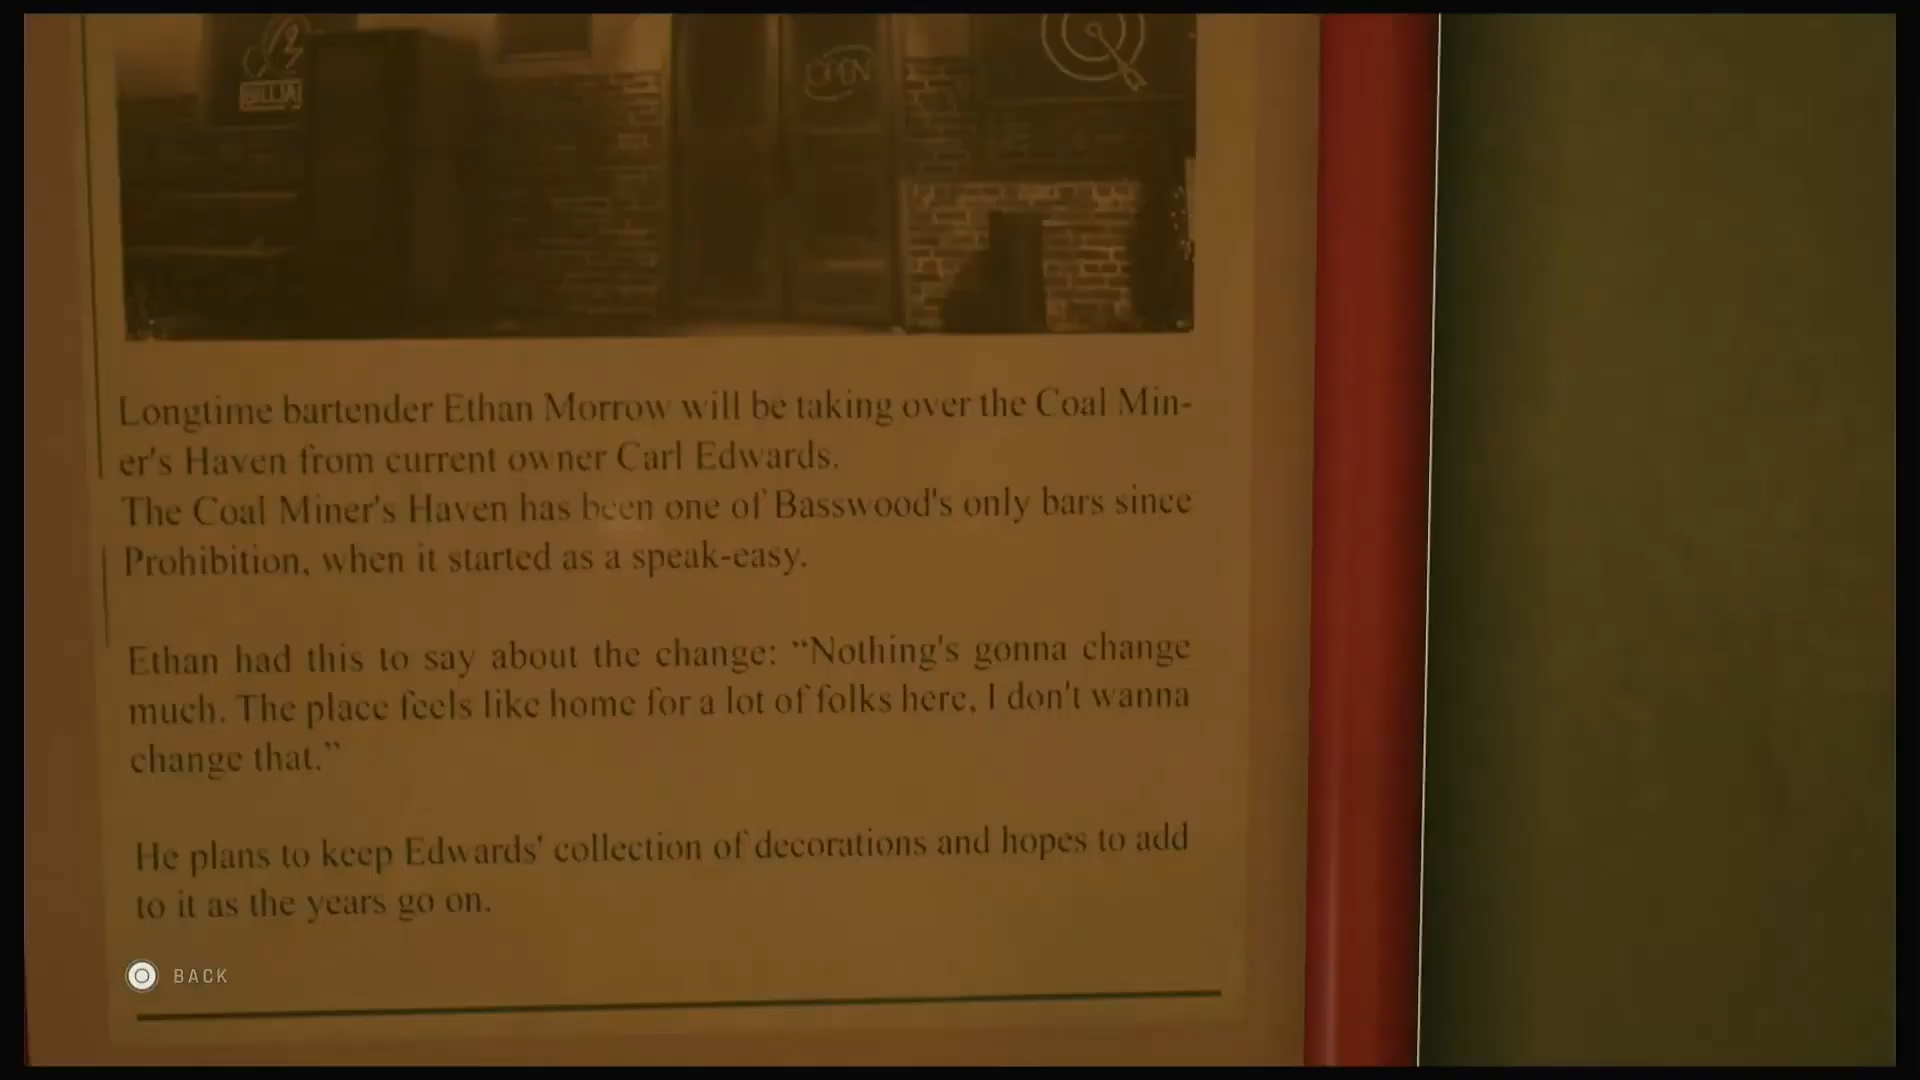 OPEN
Longtime bartender Ethan Morrow will be taking over the Coal Min-
er's Haven from current owner Carl Edwards.
The Coal Miner's Haven has been one of Basswood's only bars since
Prohibition, when it started as a speak-easy.
Ethan had this to say about the change: “Nothing's gonna change
much. The place feels like home for a lot of folks here, I don't wanna
change that.”
He plans to keep Edwards' collection of decorations and hopes to add
to it as the years go on.
BACK